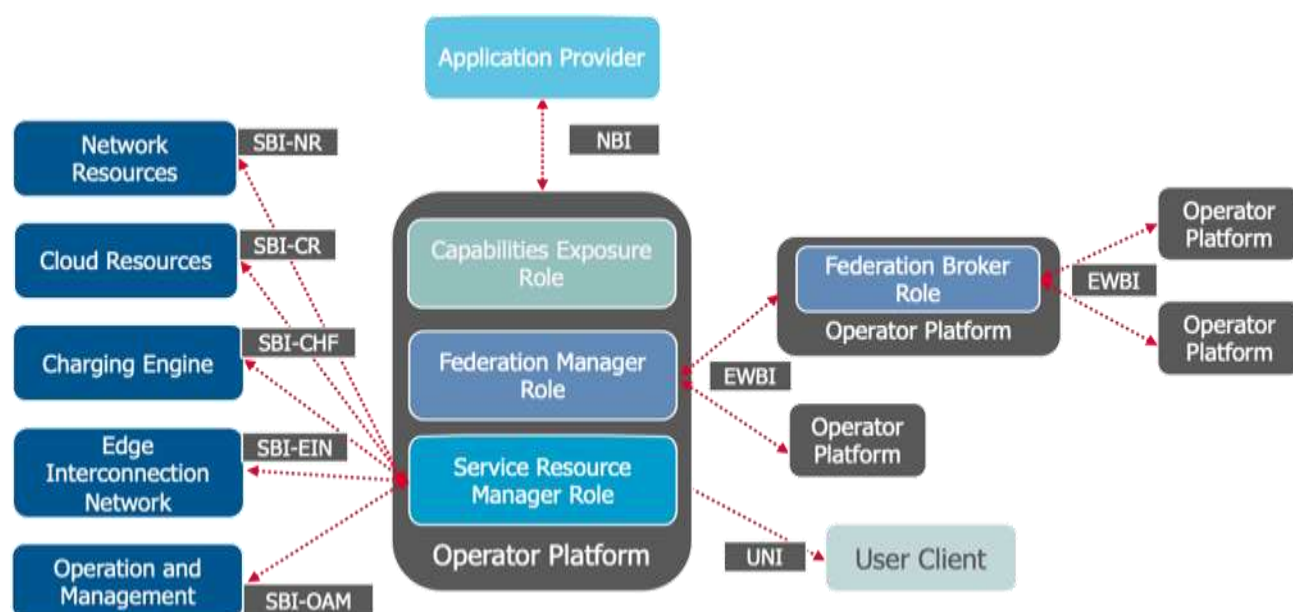 Application Provider
NBI
Network
Resources
SBI-NR
Cloud Resources
SBI-CR
Charging Engine
SBI-CHF
Edge
Interconnection
Network
SBI-EIN
Operation and
Management
SBI-OAM
Capabilities Exposure
Role
Federation Manager
Role
Service Resource
Manager Role
Operator Platform
EWBI
Federation Broker
Role
Operator Platform
EWBI
Operator
Platform
Operator
Platform
Operator
Platform
UNI
User Client